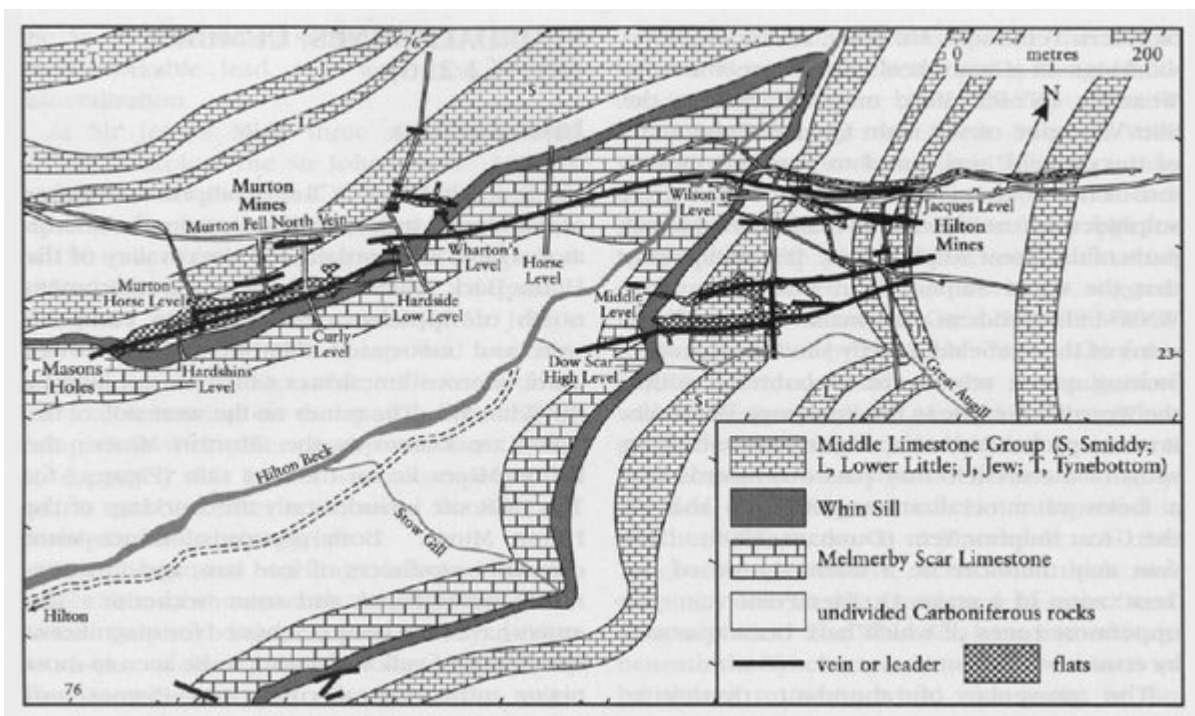 76
0
200
metres
N
S
L
Murton
Mines
Murton Fell North Vein
Wilson's
Level
Jacques Level
Hilton
Mines
Wharton's
Level
Horse
Level
Murton
Horse Level
Hardside
Low Level
Middle
Level
Curly
Level
23
Masons
Holes
Hardshins
Level
Dow Scar
High Level
S
Great Augill
Hilton Beck
Scor Gill
Hilton
76
Middle Limestone Group (S, Smiddy;
L, Lower Little; J, Jew; T, Tynebottom)
Whin Sill
Melmerby Scar Limestone
undivided Carboniferous rocks
vein or leader
flats